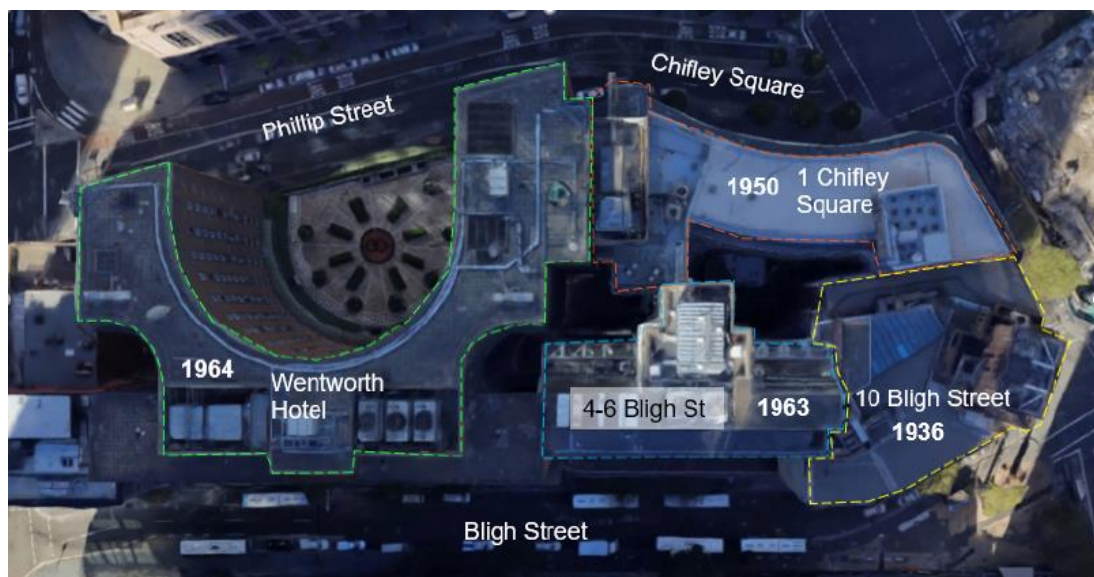 Chifley Square
Phillip Street
1950
1 Chifley
Square
1964
Wentworth
Hotel
4-6 Bligh St
1963
10 Bligh Street
1936
Bligh Street